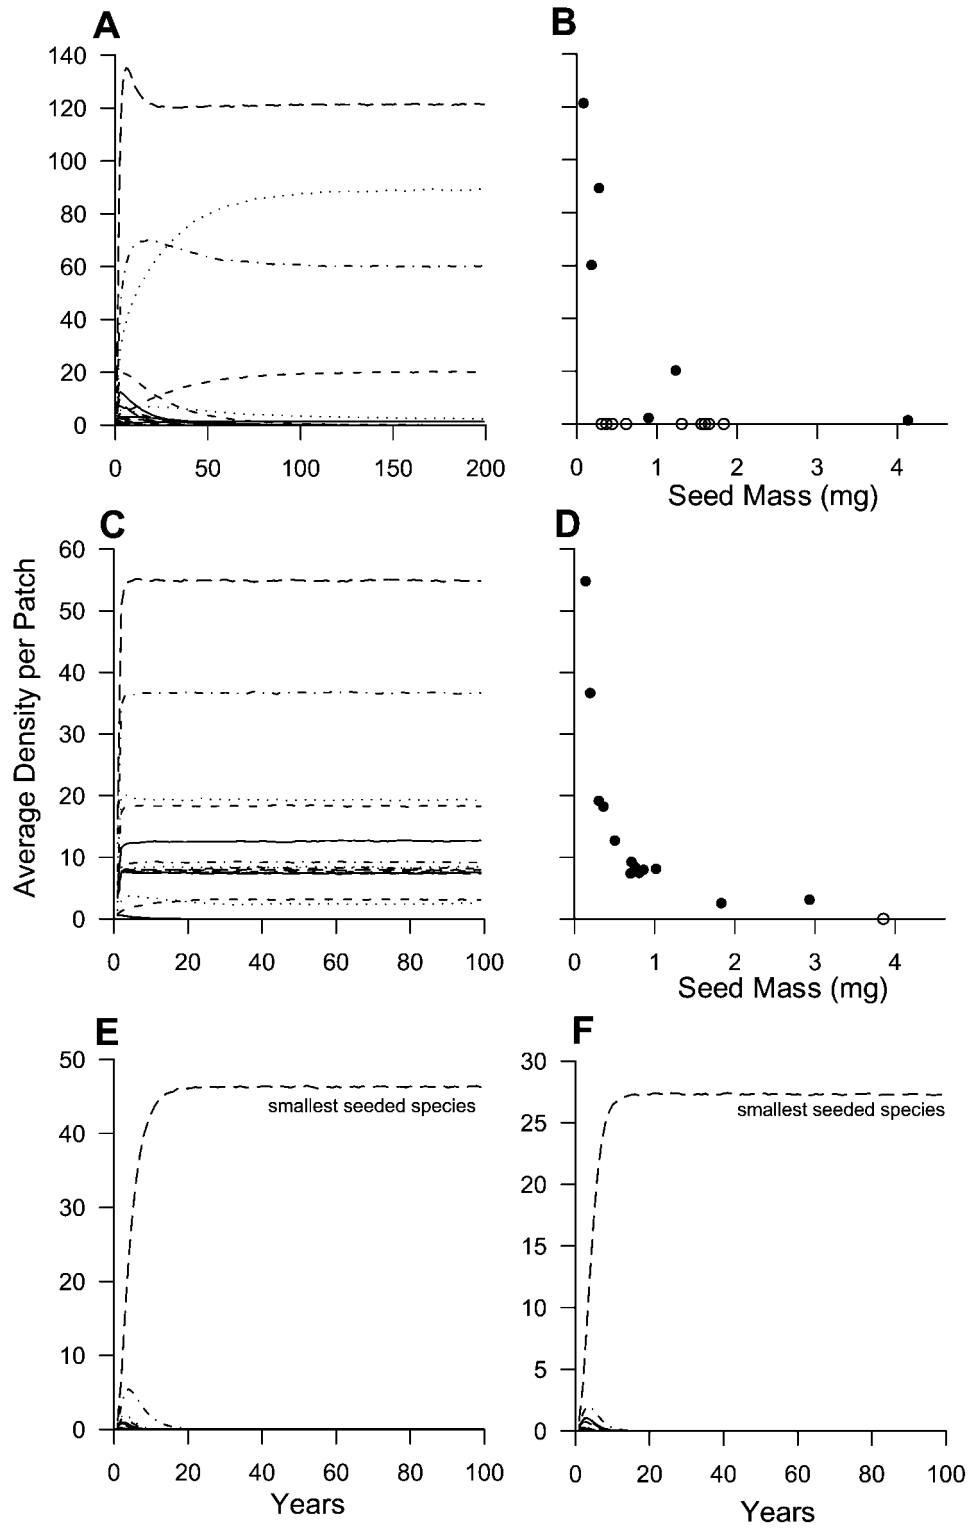 A
B
140
120
100
80
60
40
20
0
0 50 100 150 200
0 1 2 3 4
Seed Mass (mg)
C
D
Average Density per Patch
60
50
40
30
20
10
0
0 20 40 60 80 100
0 1 2 3 4
Seed Mass (mg)
E
F
50
40
30
20
10
0
smallest seeded species
0 20 40 60 80 100
Years
30
25
20
15
10
5
0
smallest seeded species
0 20 40 60 80 100
Years